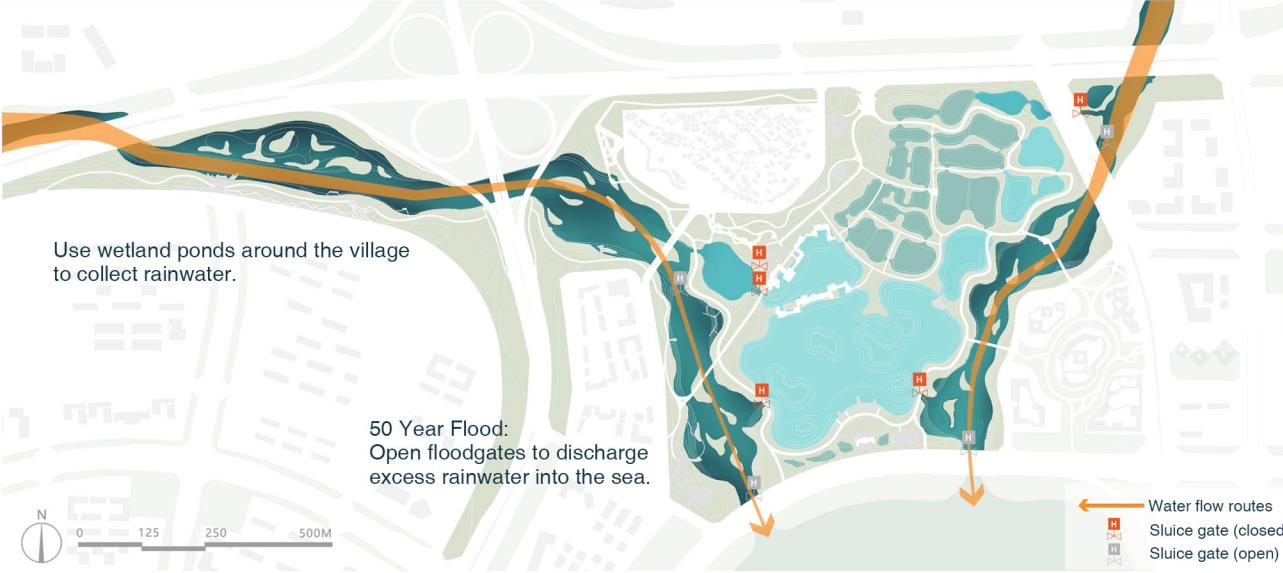 Use wetland ponds around the village
to collect rainwater.
50 Year Flood:
Open floodgates to discharge
excess rainwater into the sea.
N
0 125 250 500M
Water flow routes
H
Sluice gate (closed
H
Sluice gate (open)
H
H
H
H
H
H
H
H
H
H